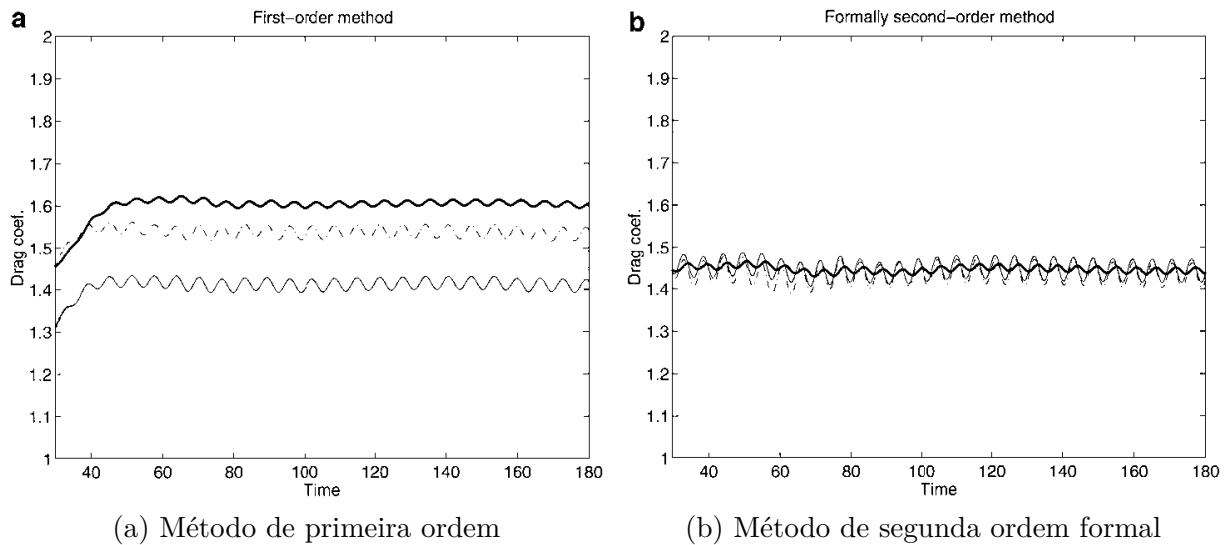 a
First-order method
2
1.9
1.8
1.7
1.6
1.5
1.4
1.3
1.2
1.1
1
Drag coef.
40 60 80 100 120 140 160 180
Time
(a) Método de primeira ordem
b
Formally second-order method
2
1.9
1.8
1.7
1.6
1.5
1.4
1.3
1.2
1.1
1
Drag coef.
40 60 80 100 120 140 160 180
Time
(b) Método de segunda ordem formal